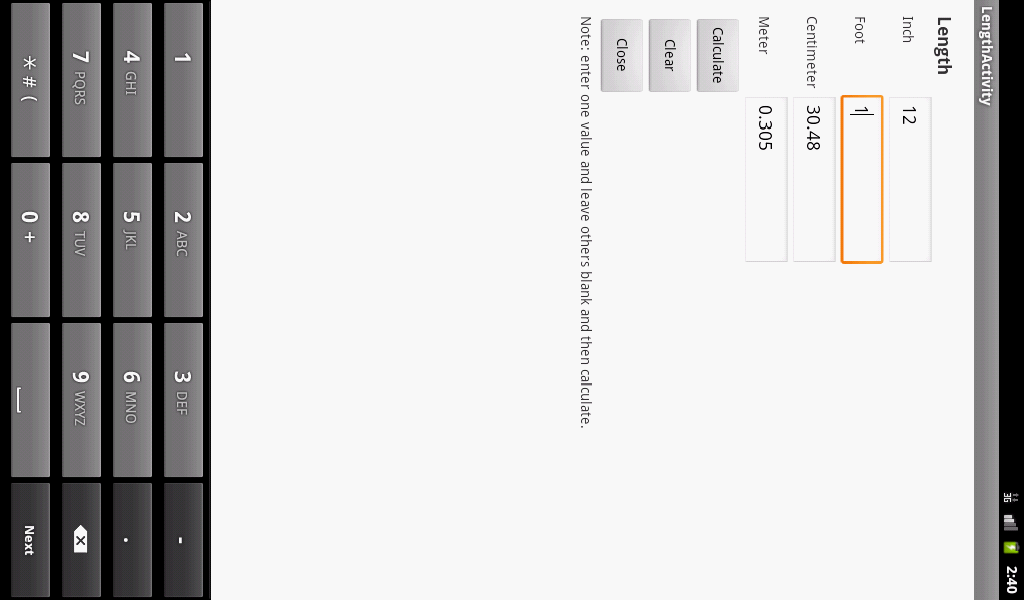 3G 2:40
LengthActivity
Length
Inch 12
Foot 1
Centimeter 30.48
Meter 0.305
Calculate
Clear
Close
Note: enter one value and leave others blank and then calculate.
1 2 ABC 3 DEF -
4 GHI 5 JKL 6 MNO .
7 PQRS 8 TUV 9 WXYZ
* # ( 0 + Next